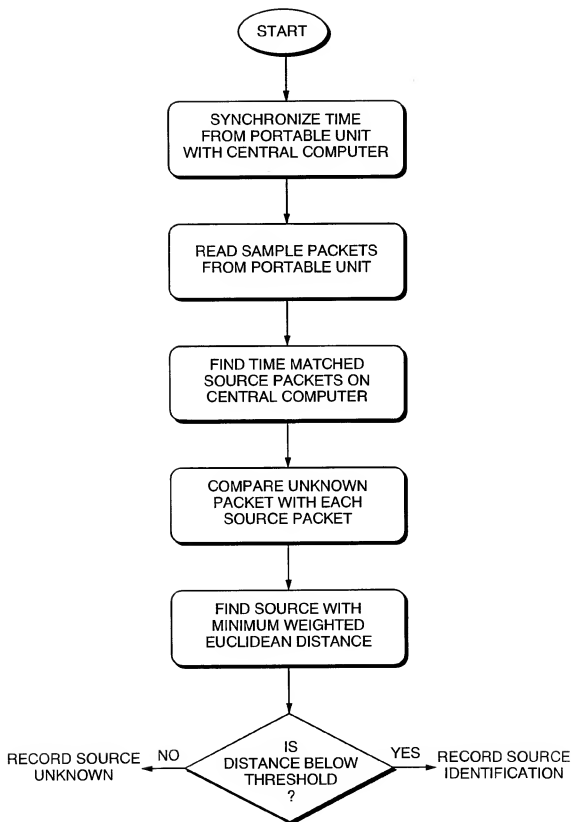 START
SYNCHRONIZE TIME
FROM PORTABLE UNIT
WITH CENTRAL COMPUTER
READ SAMPLE PACKETS
FROM PORTABLE UNIT
FIND TIME MATCHED
SOURCE PACKETS ON
CENTRAL COMPUTER
COMPARE UNKNOWN
PACKET WITH EACH
SOURCE PACKET
FIND SOURCE WITH
MINIMUM WEIGHTED
EUCLIDEAN DISTANCE
IS
DISTANCE BELOW
THRESHOLD
?
NO
RECORD SOURCE
UNKNOWN
YES
RECORD SOURCE
IDENTIFICATION